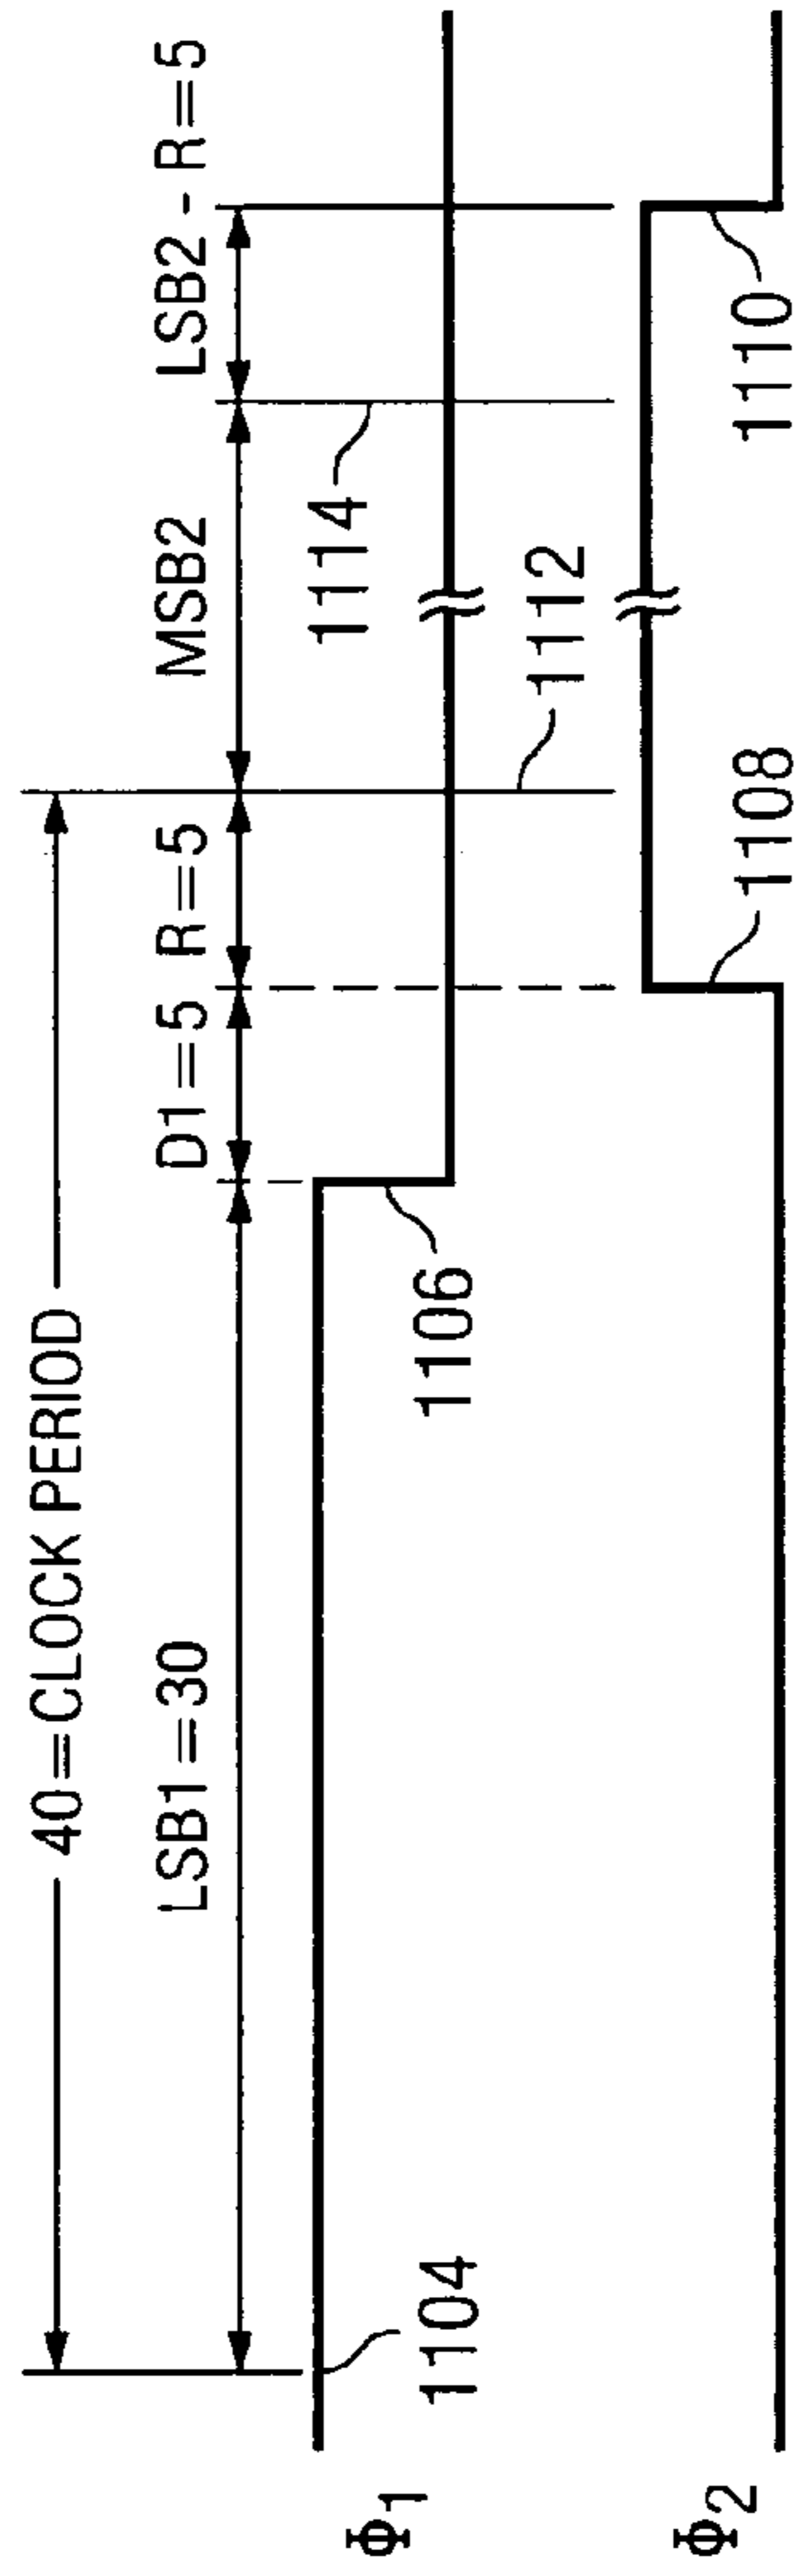 40=CLOCK PERIOD
LSB1=30
D1=5
R=5
MSB2
LSB2 - R=5
Φ1
1104
1106
1114
1112
Φ2
1108
1110